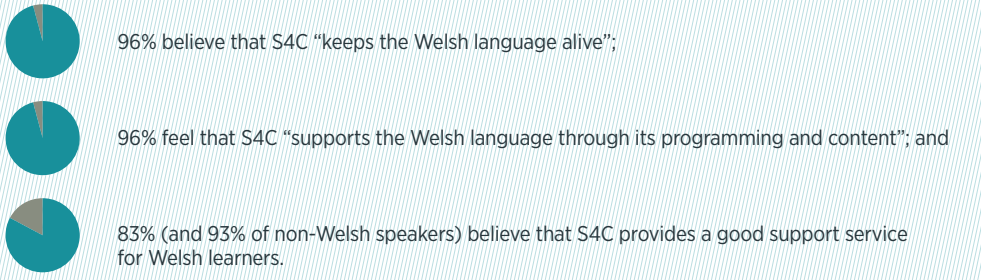 96% believe that S4C “keeps the Welsh language alive”;
96% feel that S4C “supports the Welsh language through its programming and content”; and
83% (and 93% of non-Welsh speakers) believe that S4C provides a good support service
for Welsh learners.